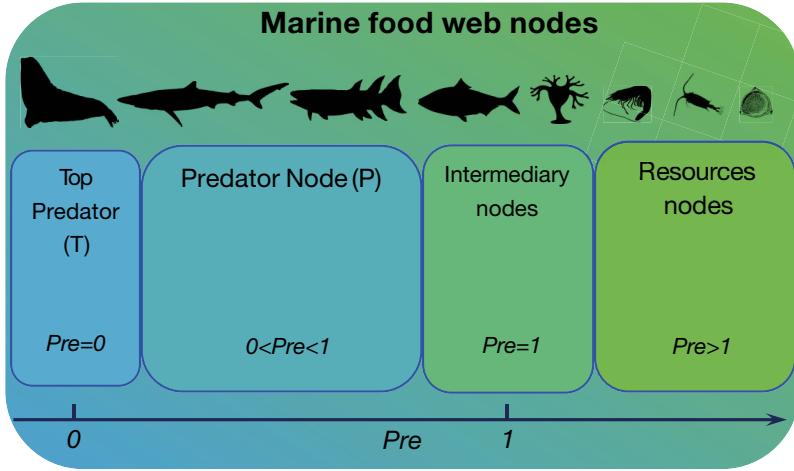 Marine food web nodes
Top
Predator
(T)
Pre=0
Predator Node (P)
0<Pre<1
Intermediary
nodes
Pre=1
Resources
nodes
Pre>1
0
Pre
1